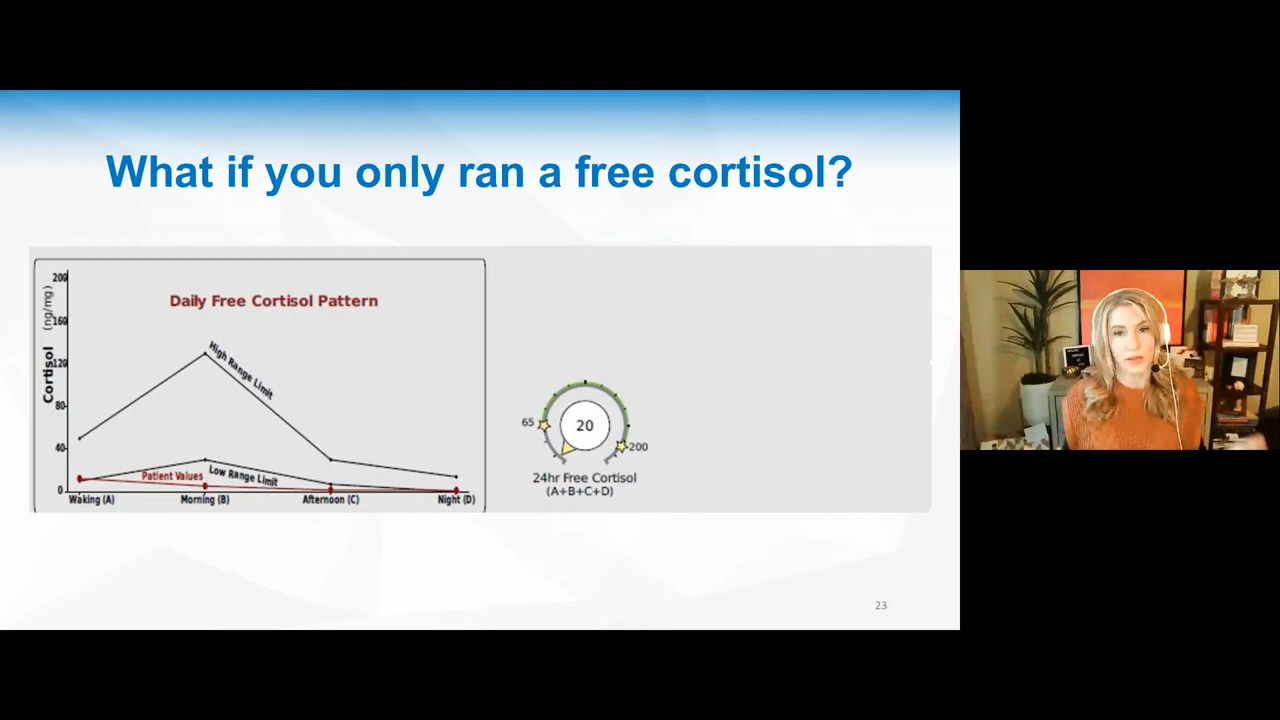 What if you only ran a free cortisol?
Daily Free Cortisol Pattern
Cortisol (ng/mg)
200
160
120
80
40
0
High Range Limit
Patient Values
Low Range Limit
Waking (A)
Morning (B)
Afternoon (C)
Night (D)
65
20
200
24hr Free Cortisol
(A+B+C+D)
23